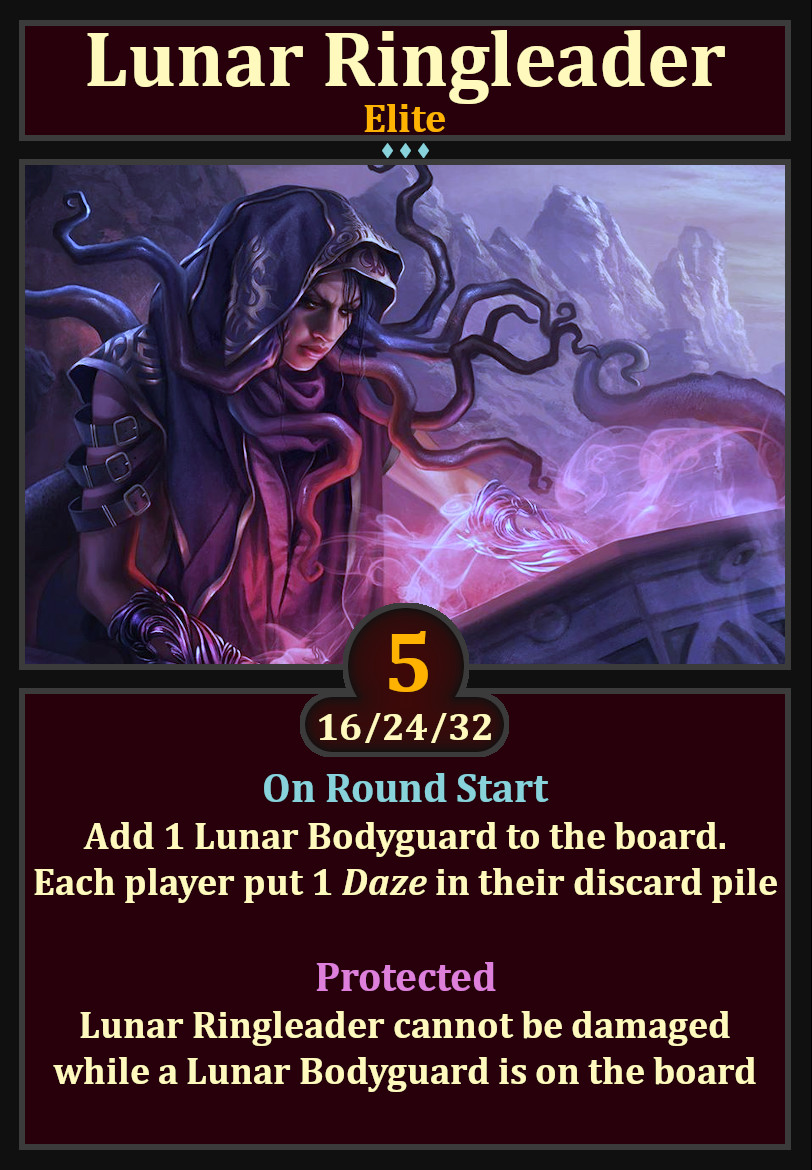 Lunar Ringleader
Elite
5
16/24/32
On Round Start
Add 1 Lunar Bodyguard to the board.
Each player put 1 Daze in their discard pile
Protected
Lunar Ringleader cannot be damaged
while a Lunar Bodyguard is on the board